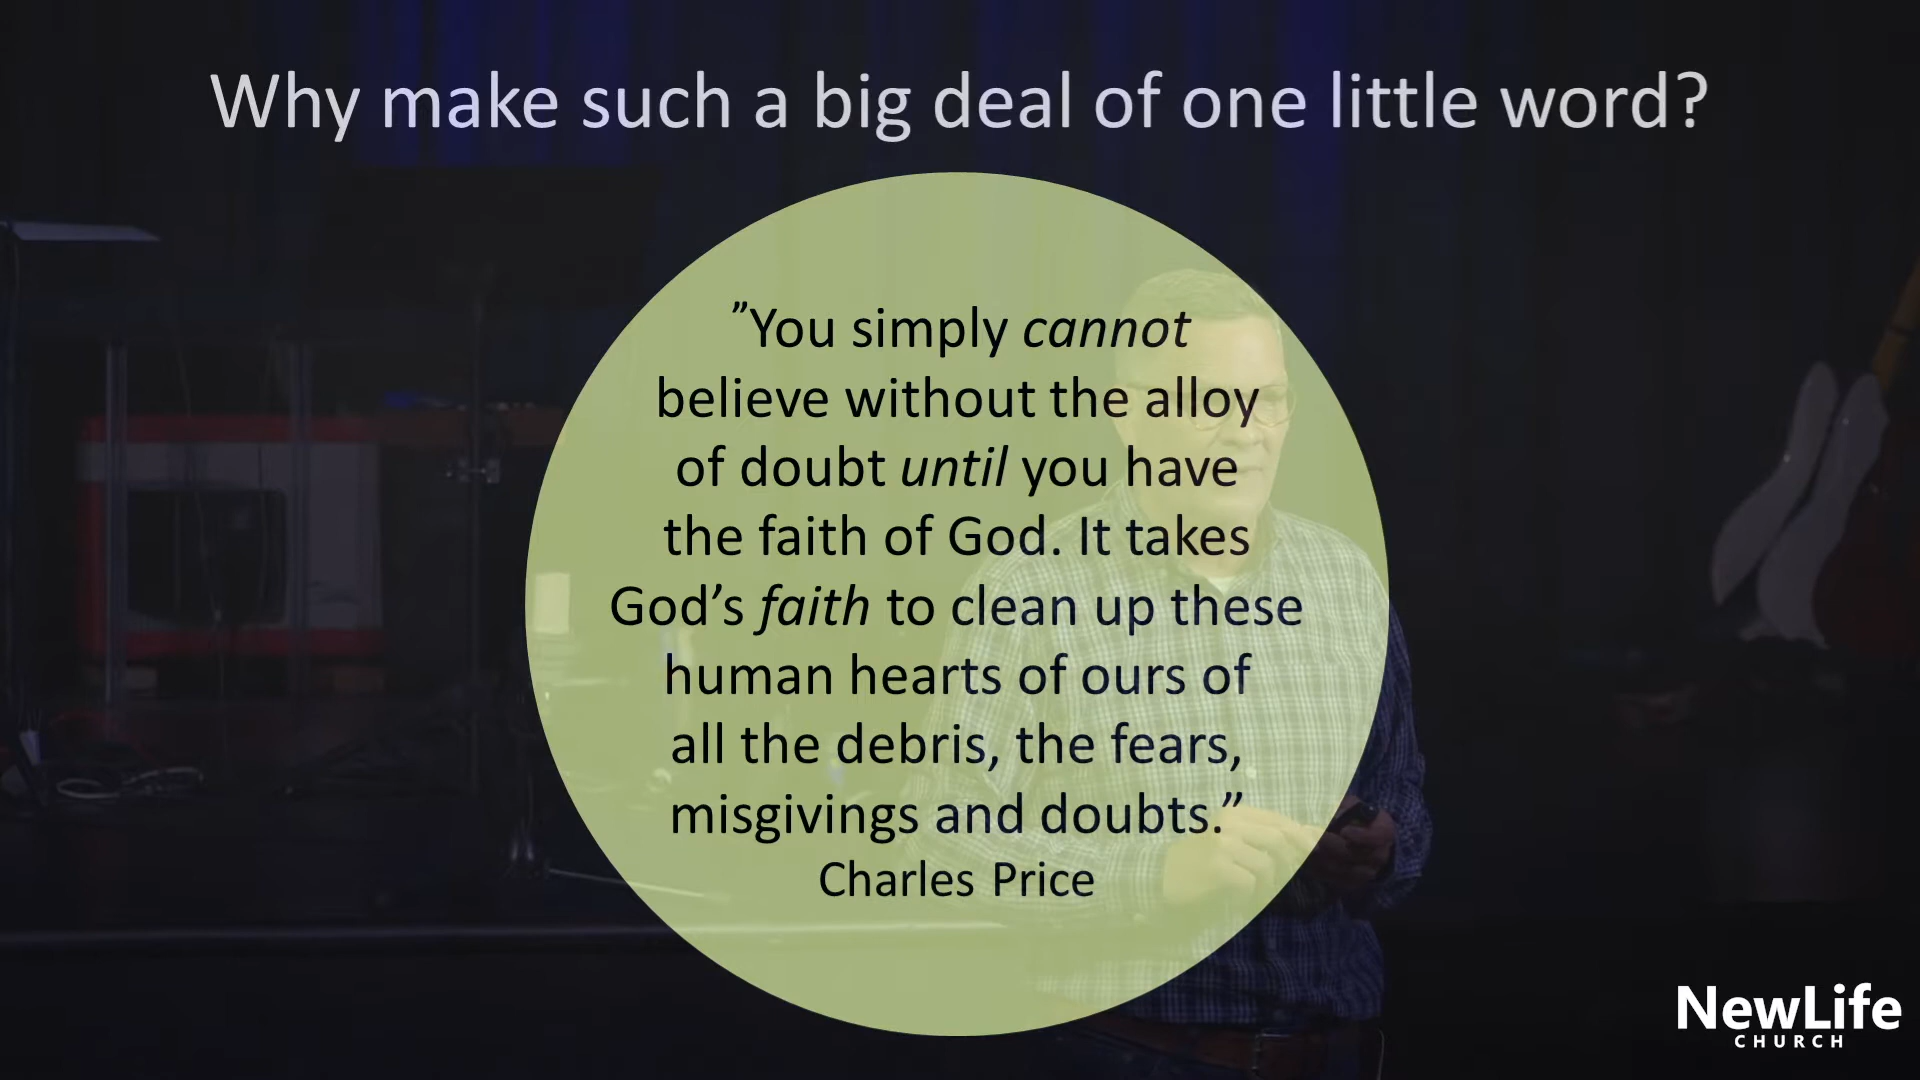 Why make such a big deal of one little word?
”You simply cannot
believe without the alloy
of doubt until you have
the faith of God. It takes
God’s faith to clean up these
human hearts of ours of
all the debris, the fears,
misgivings and doubts.”
Charles Price
NewLife
CHURCH